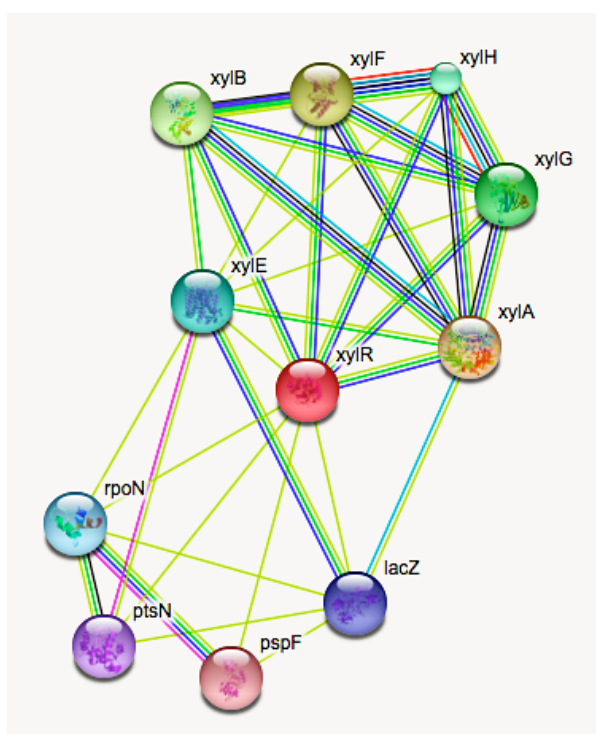 xylF
xylH
xylB
xylG
xylE
xylA
xylR
rpoN
lacZ
ptsN
pspF